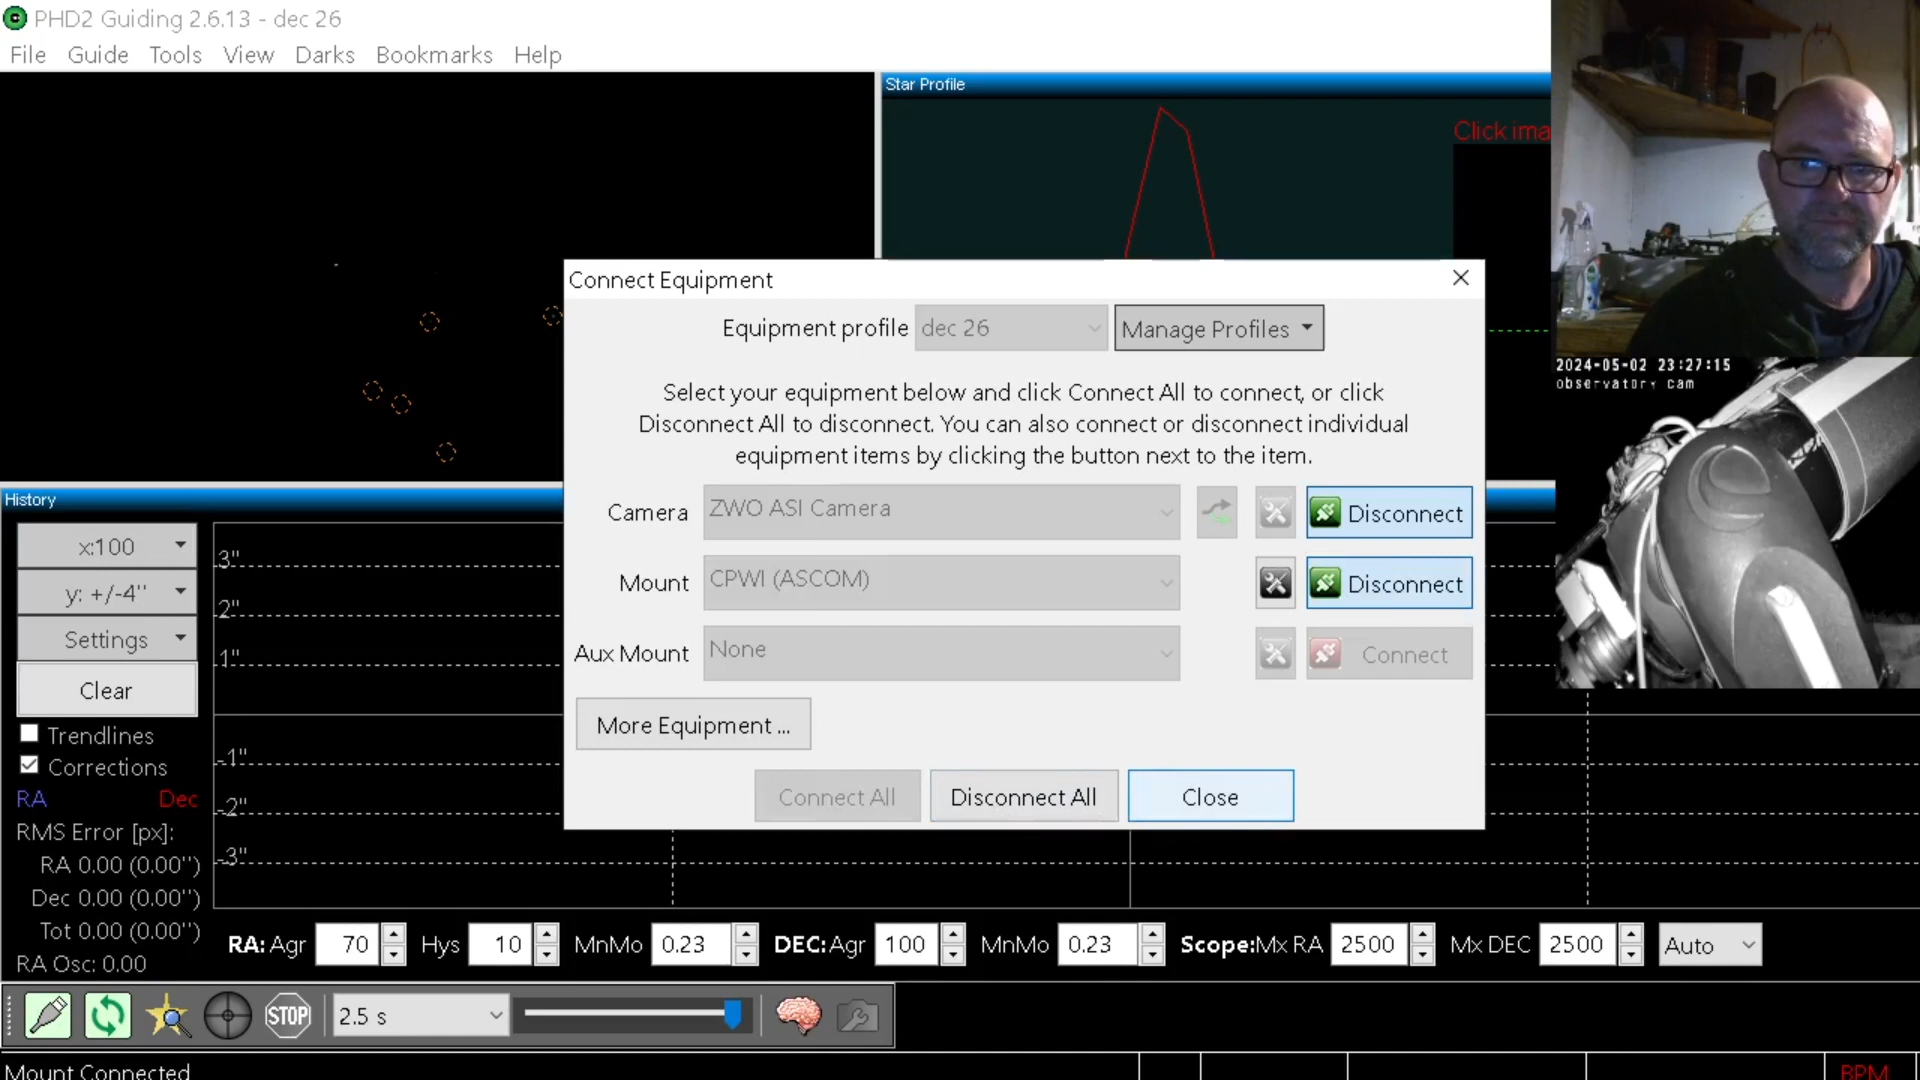 PHD2 Guiding 2.6.13 - dec 26
File Guide Tools View Darks Bookmarks Help
Star Profile
Click ima
Connect Equipment
Equipment profile dec 26 Manage Profiles
Select your equipment below and click Connect All to connect, or click
Disconnect All to disconnect. You can also connect or disconnect individual
equipment items by clicking the button next to the item.
Camera ZWO ASI Camera Disconnect
Mount CPWI (ASCOM) Disconnect
Aux Mount None Connect
More Equipment ...
Connect All Disconnect All Close
2024-05-02 23:27:15
observatory cam
History
x:100
y: +/-4"
Settings
Clear
Trendlines
Corrections
RA Dec
RMS Error [px]:
RA 0.00 (0.00")
Dec 0.00 (0.00")
Tot 0.00 (0.00")
RA Osc: 0.00
3"
2"
1"
-1"
-2"
-3"
RA: Agr 70 Hys 10 MnMo 0.23 DEC: Agr 100 MnMo 0.23 Scope: Mx RA 2500 Mx DEC 2500 Auto
STOP 2.5 s
Mount Connected
BPM